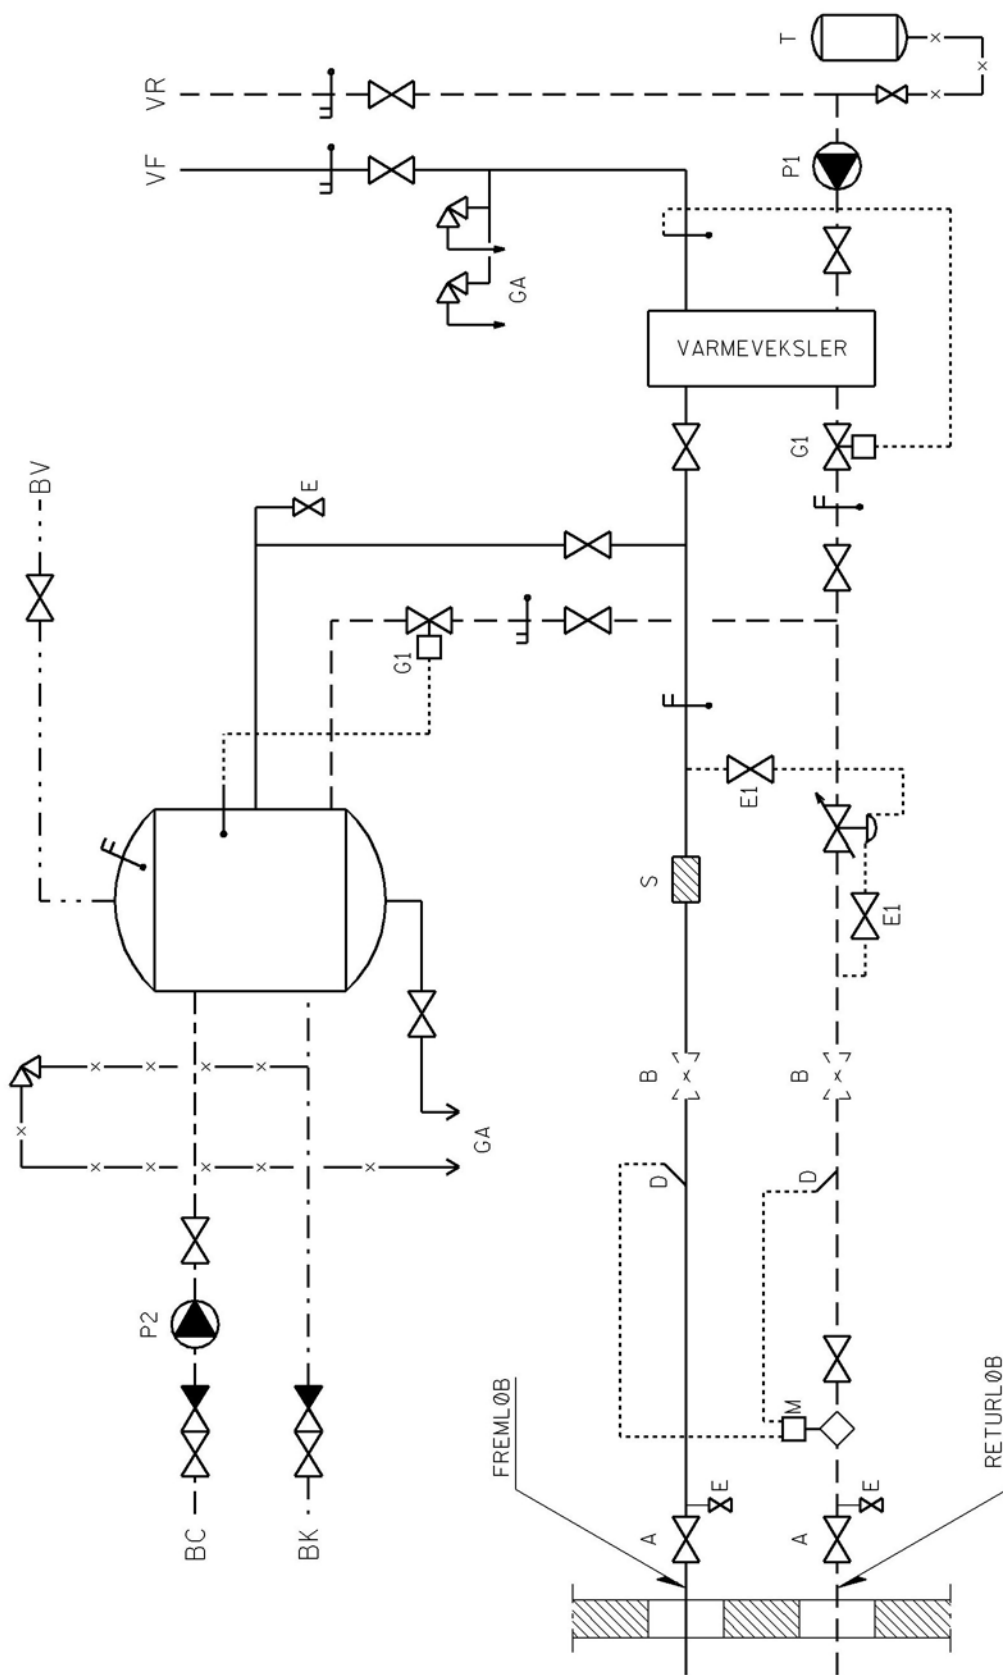 BV
VR
VF
P2
BC
BK
E
G1
GA
GA
FREMLØB
A
D
B
S
E
E1
VARMEVEKSLER
T
P1
M
G1
A
D
B
E
E1
RETURLØB